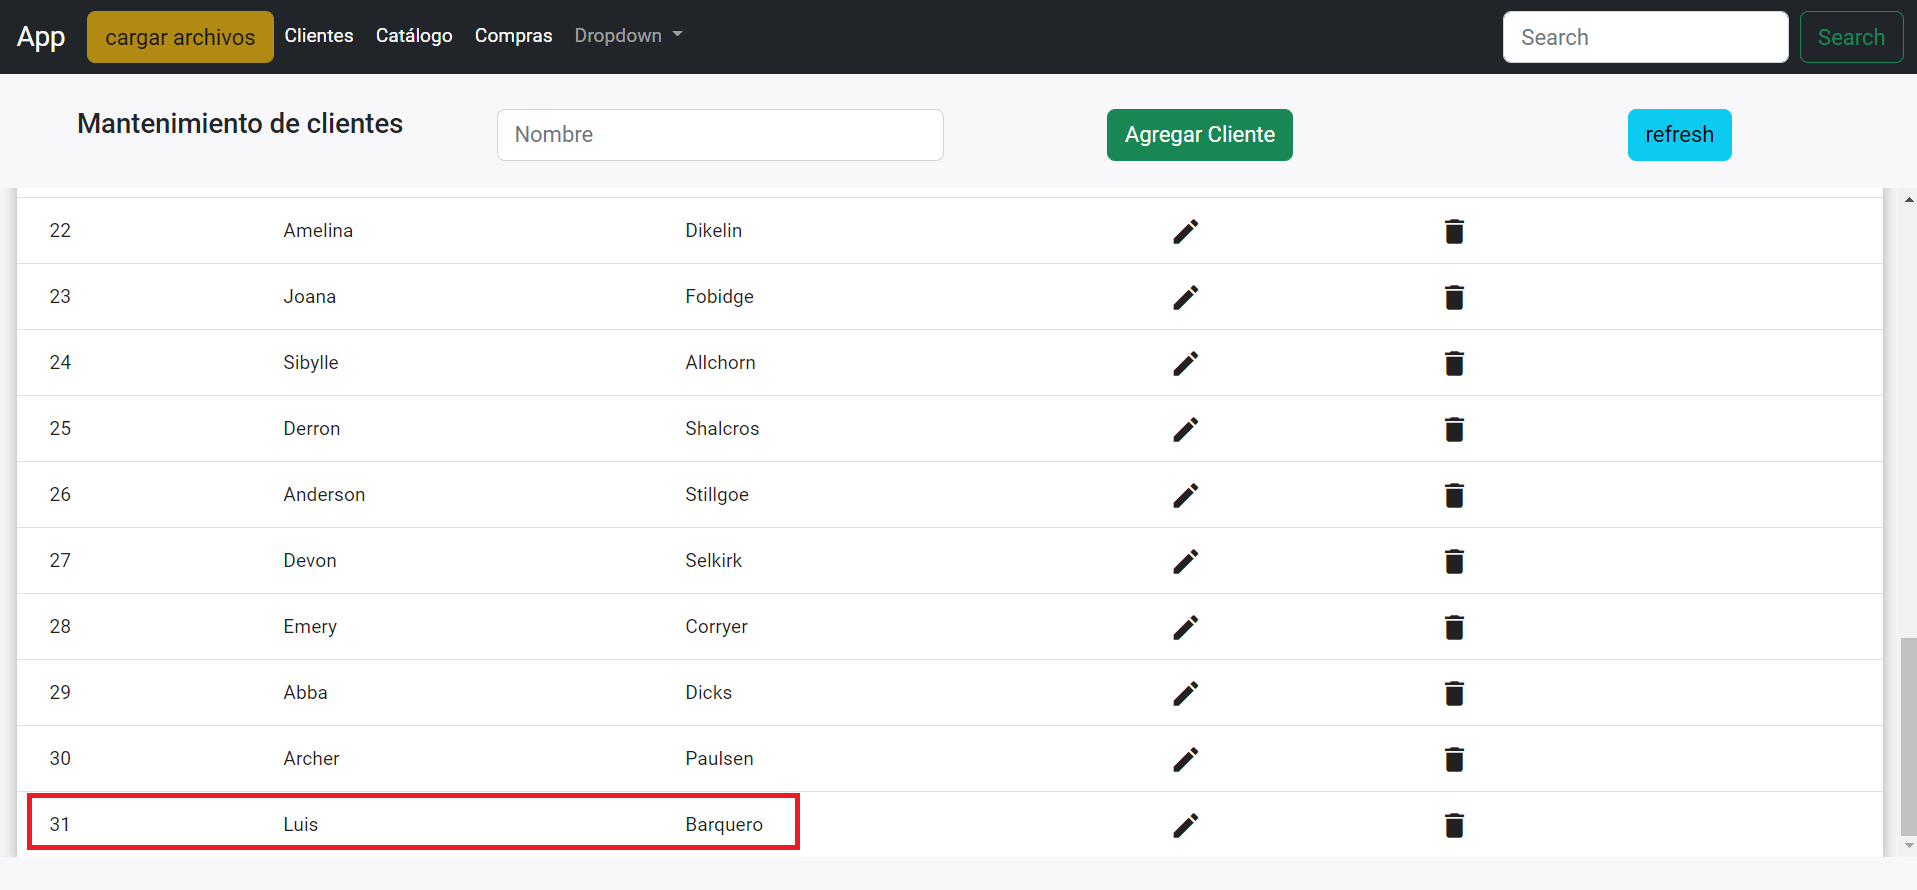 App cargar archivos Clientes Catálogo Compras Dropdown Search Search
Mantenimiento de clientes Nombre Agregar Cliente refresh
22 Amelina Dikelin
23 Joana Fobidge
24 Sibylle Allchorn
25 Derron Shalcros
26 Anderson Stillgoe
27 Devon Selkirk
28 Emery Corryer
29 Abba Dicks
30 Archer Paulsen
31 Luis Barquero